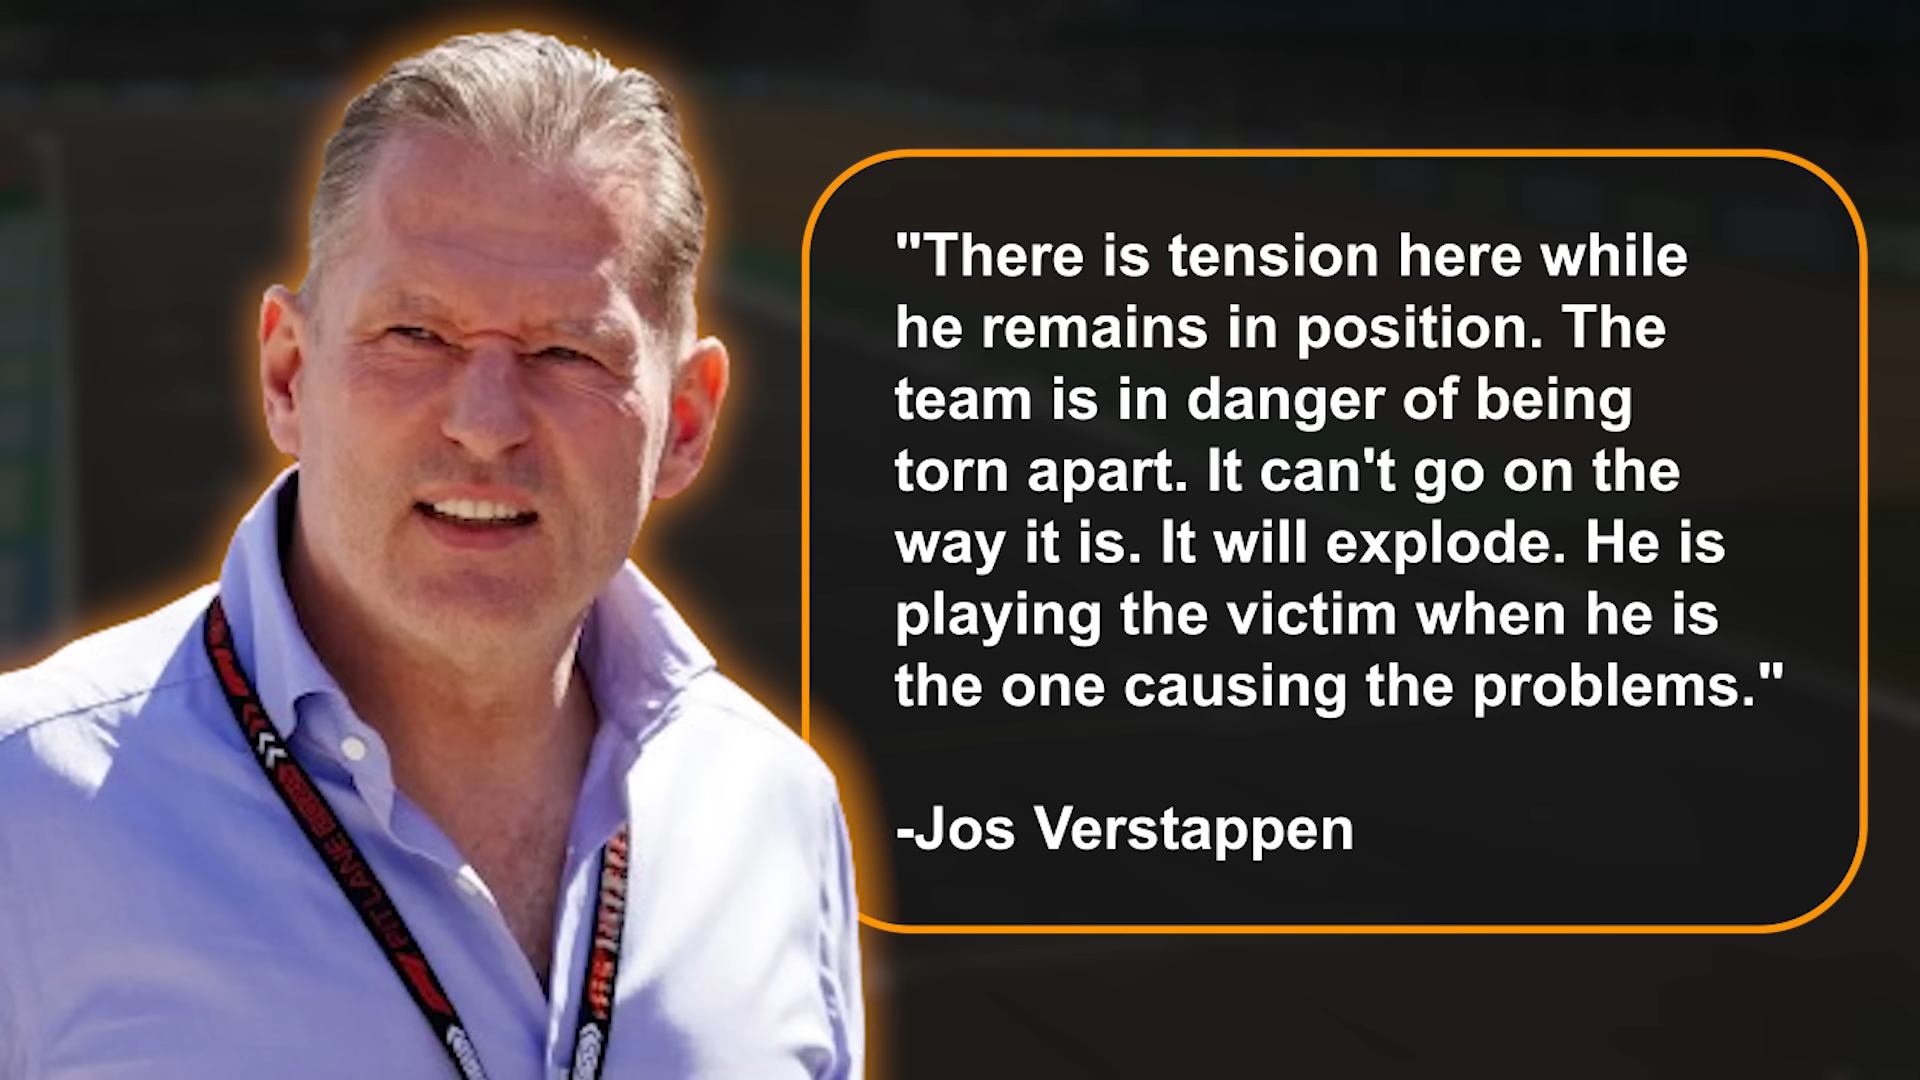 "There is tension here while
he remains in position. The
team is in danger of being
torn apart. It can't go on the
way it is. It will explode. He is
playing the victim when he is
the one causing the problems."
-Jos Verstappen
PIT LANE